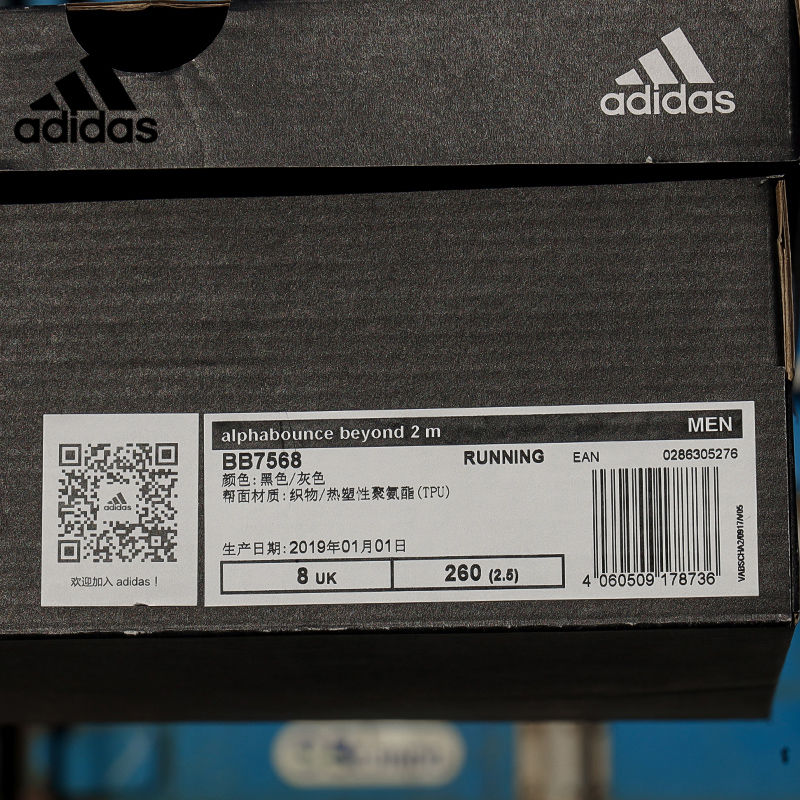 adidas
adidas
alphabounce beyond 2 m MEN
BB7568 RUNNING EAN 0286305276
颜色:黑色/灰色
帮面材质:织物/热塑性聚氨酯(TPU)
adidas
生产日期:2019年01月01日
8 UK 260 (2.5)
4 060509 178736
欢迎加入 adidas !